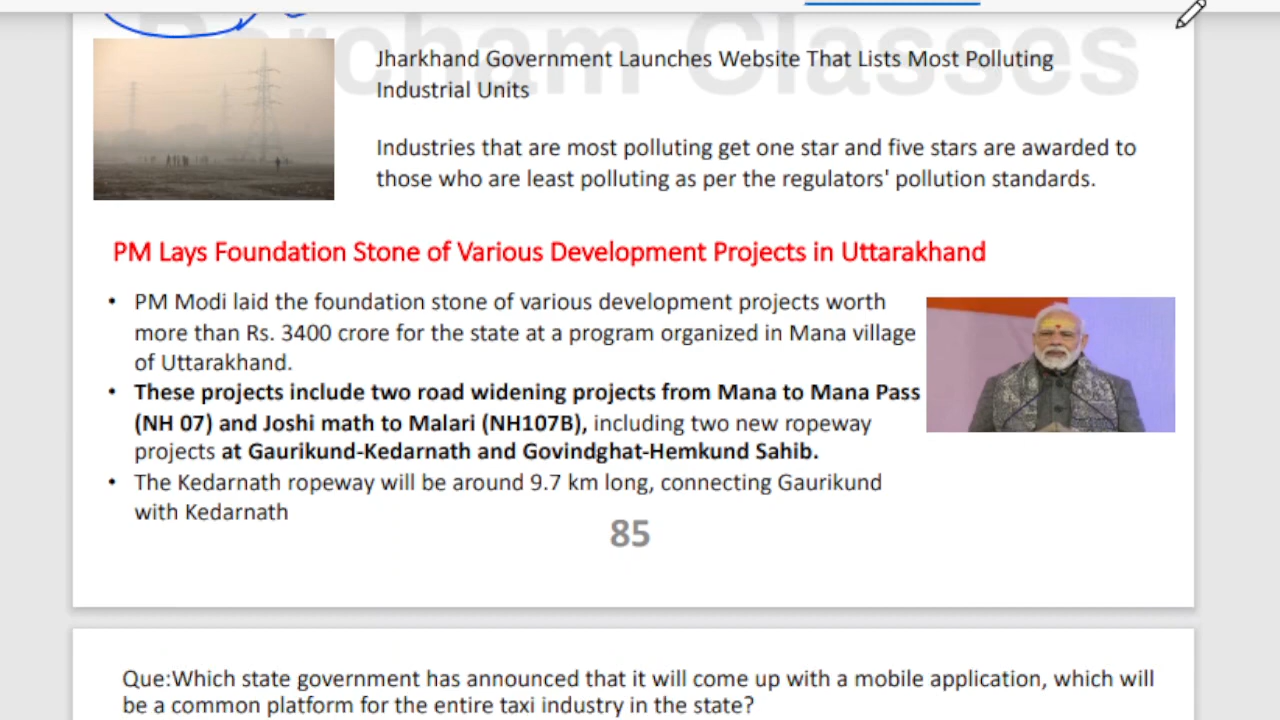 Parcham Classes
Jharkhand Government Launches Website That Lists Most Polluting
Industrial Units
Industries that are most polluting get one star and five stars are awarded to
those who are least polluting as per the regulators' pollution standards.
PM Lays Foundation Stone of Various Development Projects in Uttarakhand
• PM Modi laid the foundation stone of various development projects worth
more than Rs. 3400 crore for the state at a program organized in Mana village
of Uttarakhand.
• These projects include two road widening projects from Mana to Mana Pass
(NH 07) and Joshi math to Malari (NH107B), including two new ropeway
projects at Gaurikund-Kedarnath and Govindghat-Hemkund Sahib.
• The Kedarnath ropeway will be around 9.7 km long, connecting Gaurikund
with Kedarnath
85
Que:Which state government has announced that it will come up with a mobile application, which will
be a common platform for the entire taxi industry in the state?